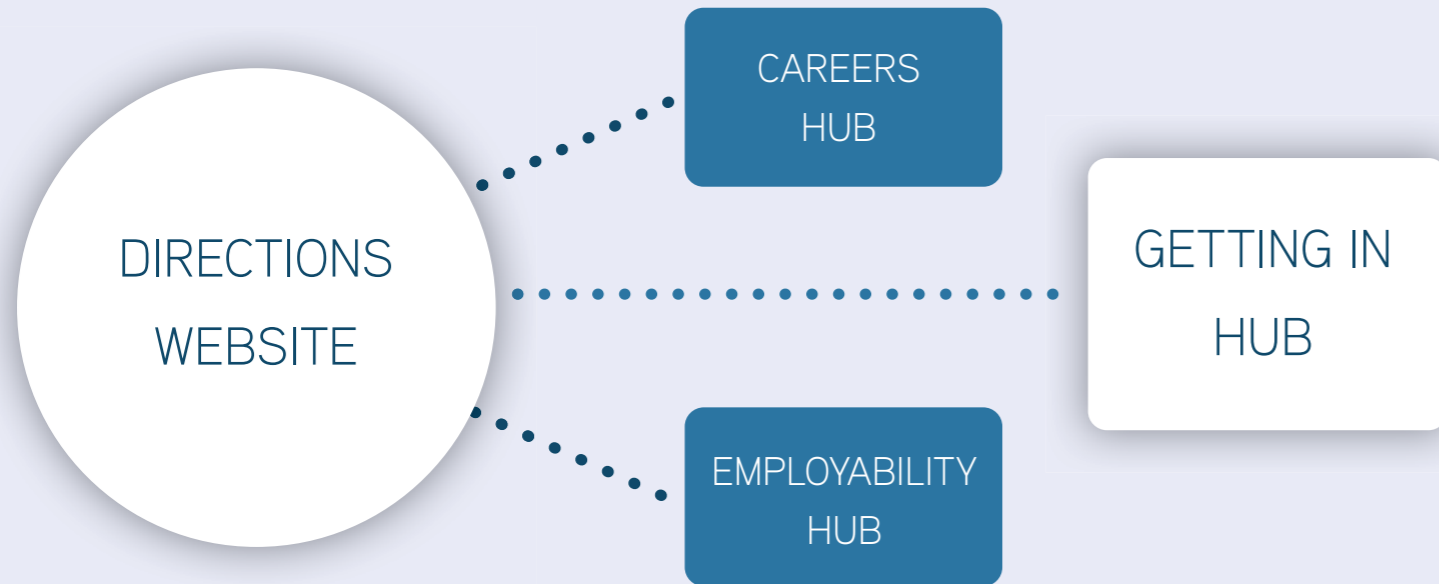 CAREERS
HUB
DIRECTIONS
WEBSITE
GETTING IN
HUB
EMPLOYABILITY
HUB